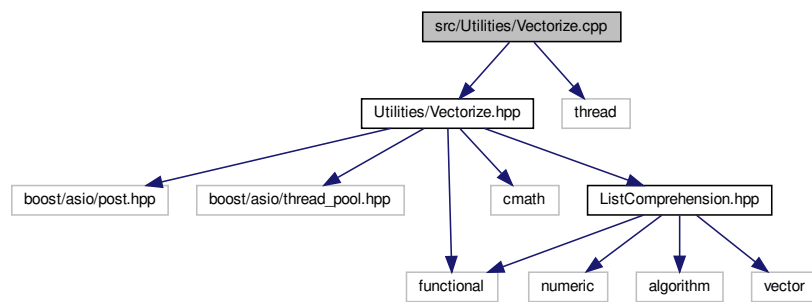 src/Utilities/Vectorize.cpp
Utilities/Vectorize.hpp
thread
boost/asio/post.hpp
boost/asio/thread_pool.hpp
cmath
ListComprehension.hpp
functional
numeric
algorithm
vector